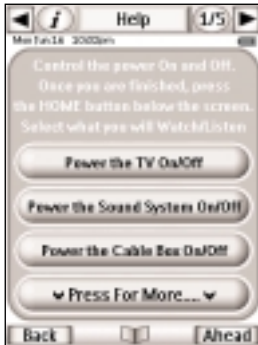 i Help 1/5
Mon Jun 16 10:02pm
Control the power On and Off.
Once you are finished, press
the HOME button below the screen.
Select what you will Watch/Listen
Power the TV On/Off
Power the Sound System On/Off
Power the Cable Box On/Off
Press For More....
Back Ahead